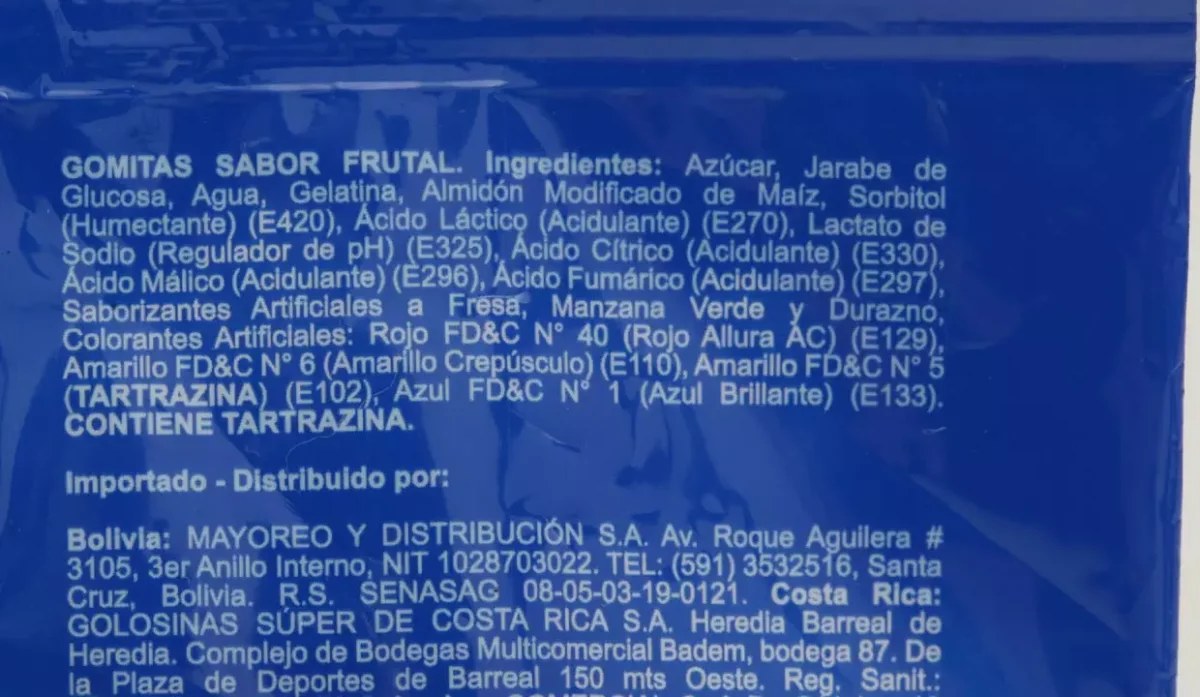 GOMITAS SABOR FRUTAL. Ingredientes: Azúcar, Jarabe de
Glucosa, Agua, Gelatina, Almidón Modificado de Maíz, Sorbitol
(Humectante) (E420), Ácido Láctico (Acidulante) (E270), Lactato de
Sodio (Regulador de pH) (E325), Ácido Cítrico (Acidulante) (E330),
Ácido Málico (Acidulante) (E296), Ácido Fumárico (Acidulante) (E297),
Saborizantes Artificiales a Fresa, Manzana Verde y Durazno,
Colorantes Artificiales: Rojo FD&C N° 40 (Rojo Allura AC) (E129),
Amarillo FD&C N° 6 (Amarillo Crepúsculo) (E110), Amarillo FD&C N° 5
(TARTRAZINA) (E102), Azul FD&C N° 1 (Azul Brillante) (E133).
CONTIENE TARTRAZINA.
Importado - Distribuido por:
Bolivia: MAYOREO Y DISTRIBUCIÓN S.A. Av. Roque Aguilera #
3105, 3er Anillo Interno, NIT 1028703022. TEL: (591) 3532516, Santa
Cruz, Bolivia. R.S. SENASAG 08-05-03-19-0121. Costa Rica:
GOLOSINAS SÚPER DE COSTA RICA S.A. Heredia Barreal de
Heredia. Complejo de Bodegas Multicomercial Badem, bodega 87. De
la Plaza de Deportes de Barreal 150 mts Oeste. Reg. Sanit.: